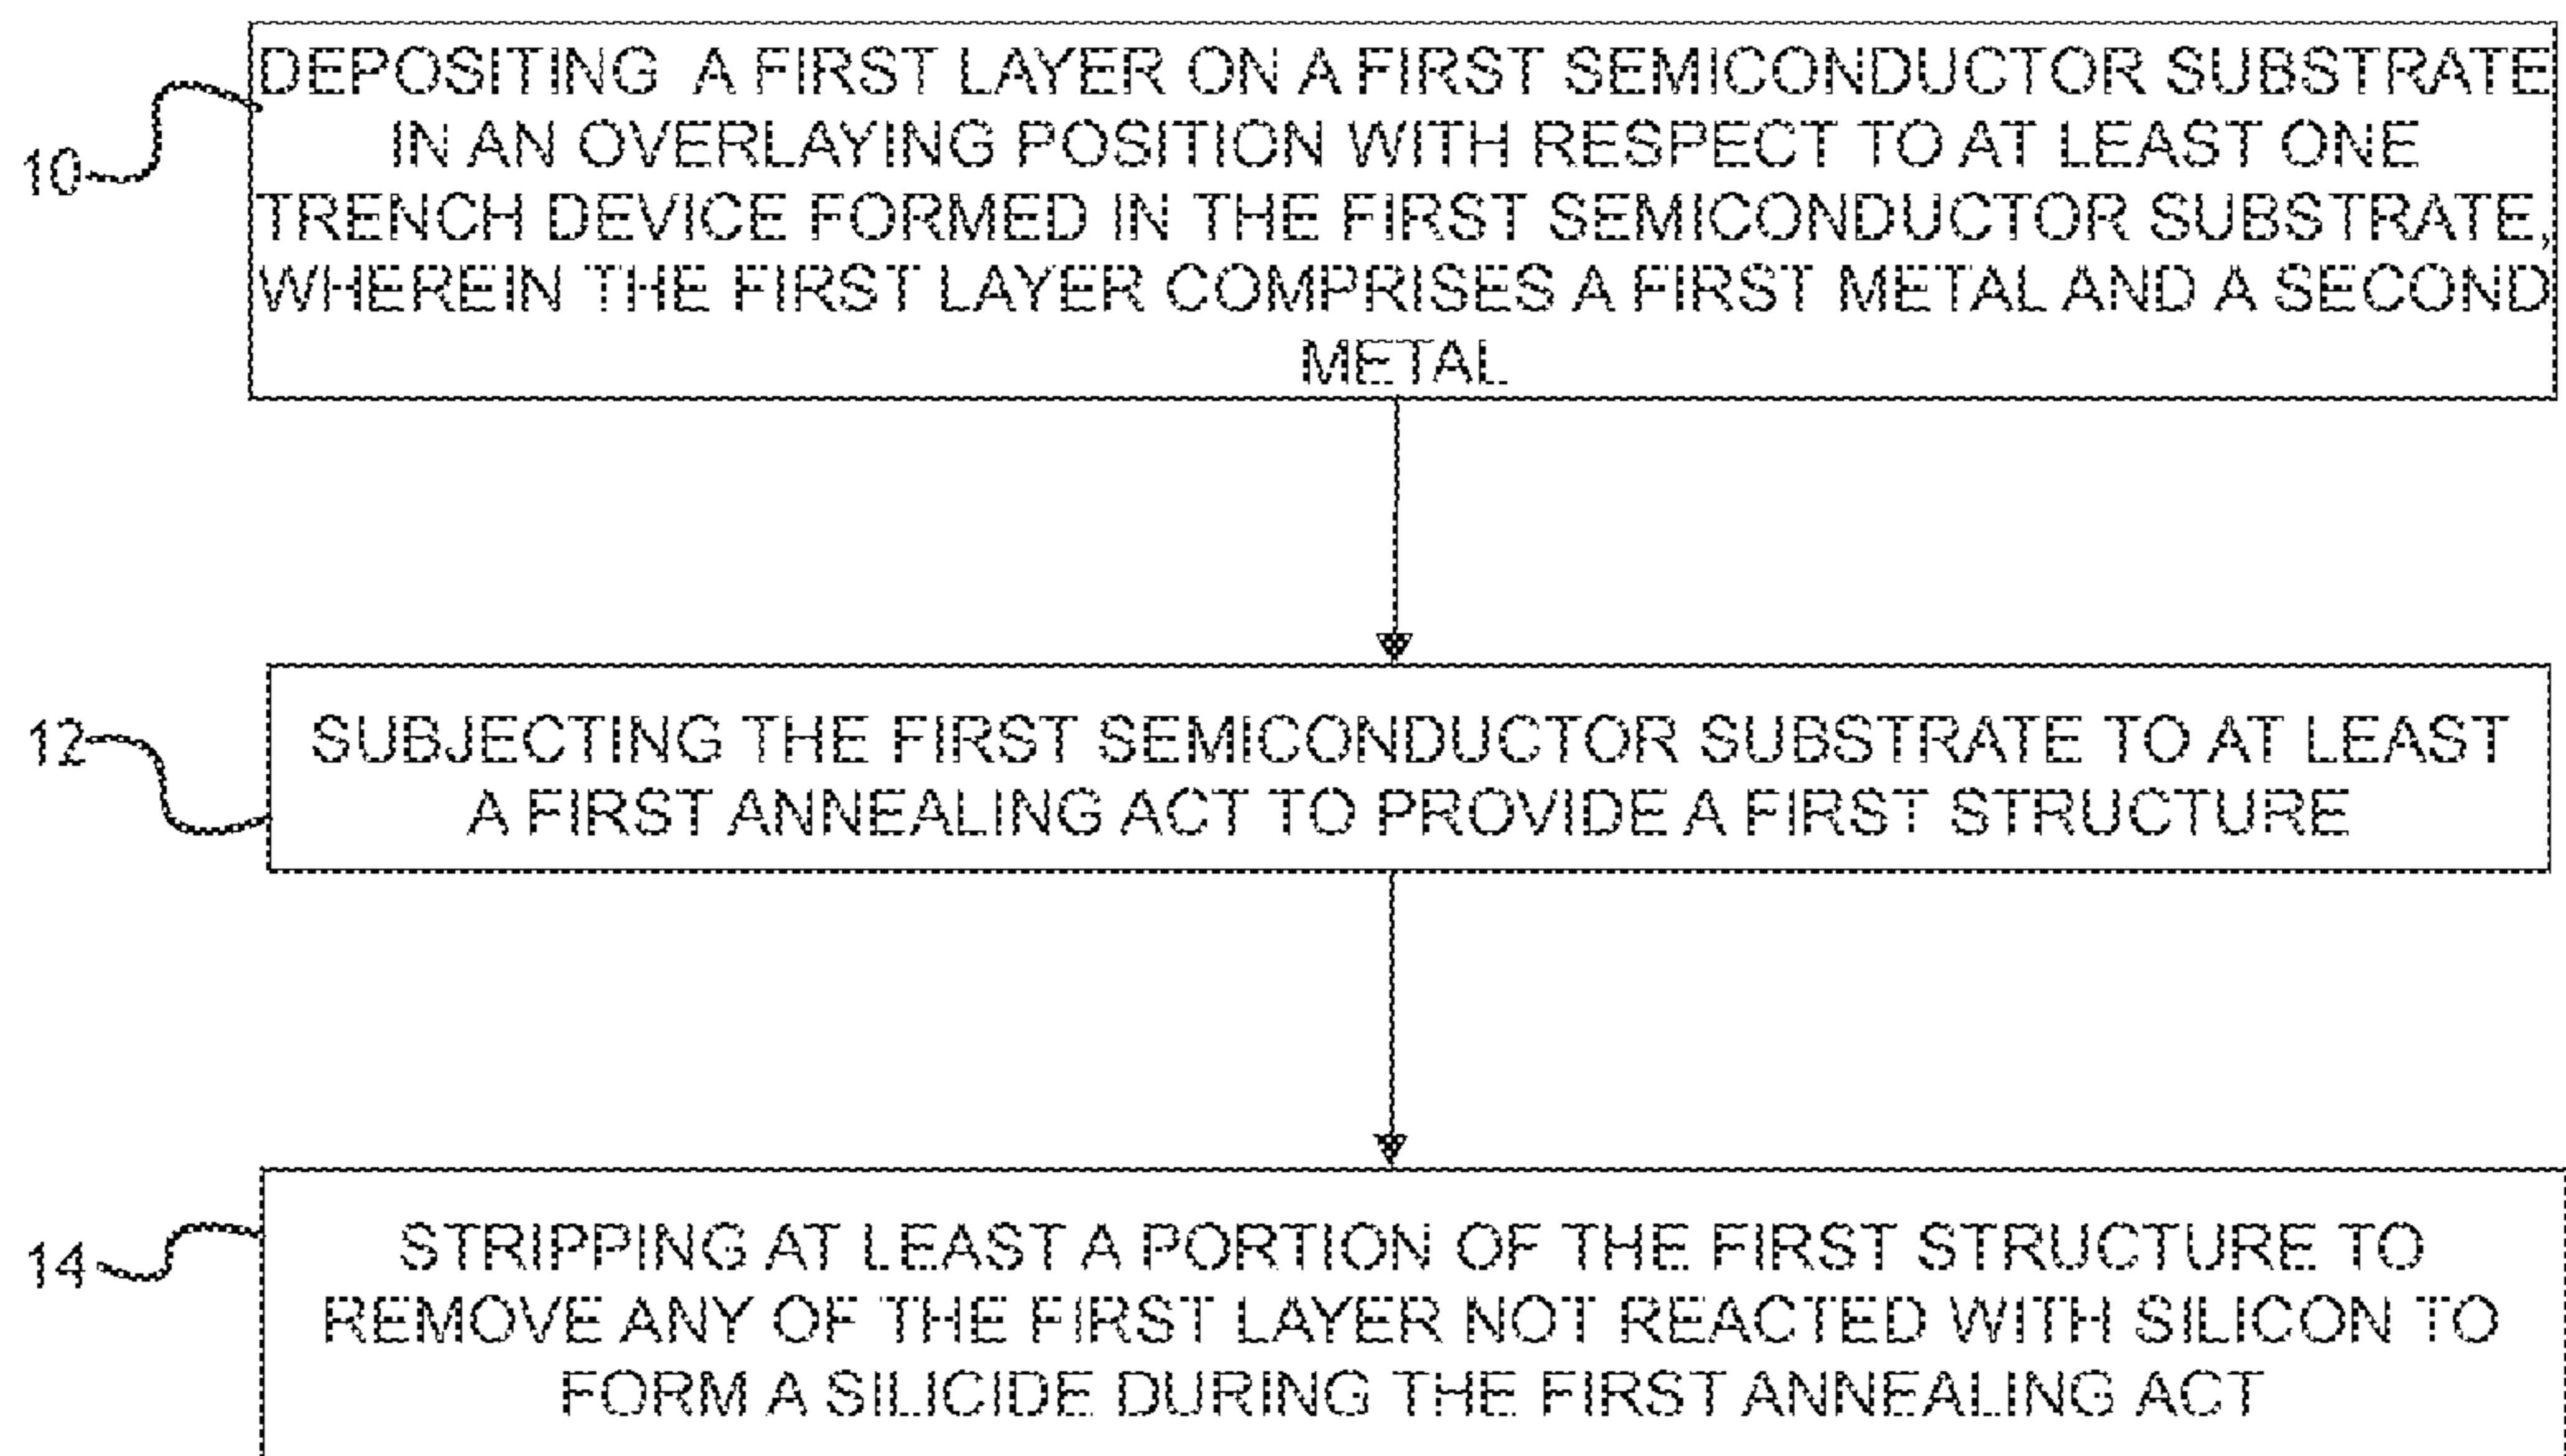 DEPOSITING A FIRST LAYER ON A FIRST SEMICONDUCTOR SUBSTRATE
IN AN OVERLAYING POSITION WITH RESPECT TO AT LEAST ONE
10
TRENCH DEVICE FORMED IN THE FIRST SEMICONDUCTOR SUBSTRATE,
WHEREIN THE FIRST LAYER COMPRISES A FIRST METAL AND A SECOND
METAL
12
SUBJECTING THE FIRST SEMICONDUCTOR SUBSTRATE TO AT LEAST
A FIRST ANNEALING ACT TO PROVIDE A FIRST STRUCTURE
14
STRIPPING AT LEAST A PORTION OF THE FIRST STRUCTURE TO
REMOVE ANY OF THE FIRST LAYER NOT REACTED WITH SILICON TO
FORM A SILICIDE DURING THE FIRST ANNEALING ACT